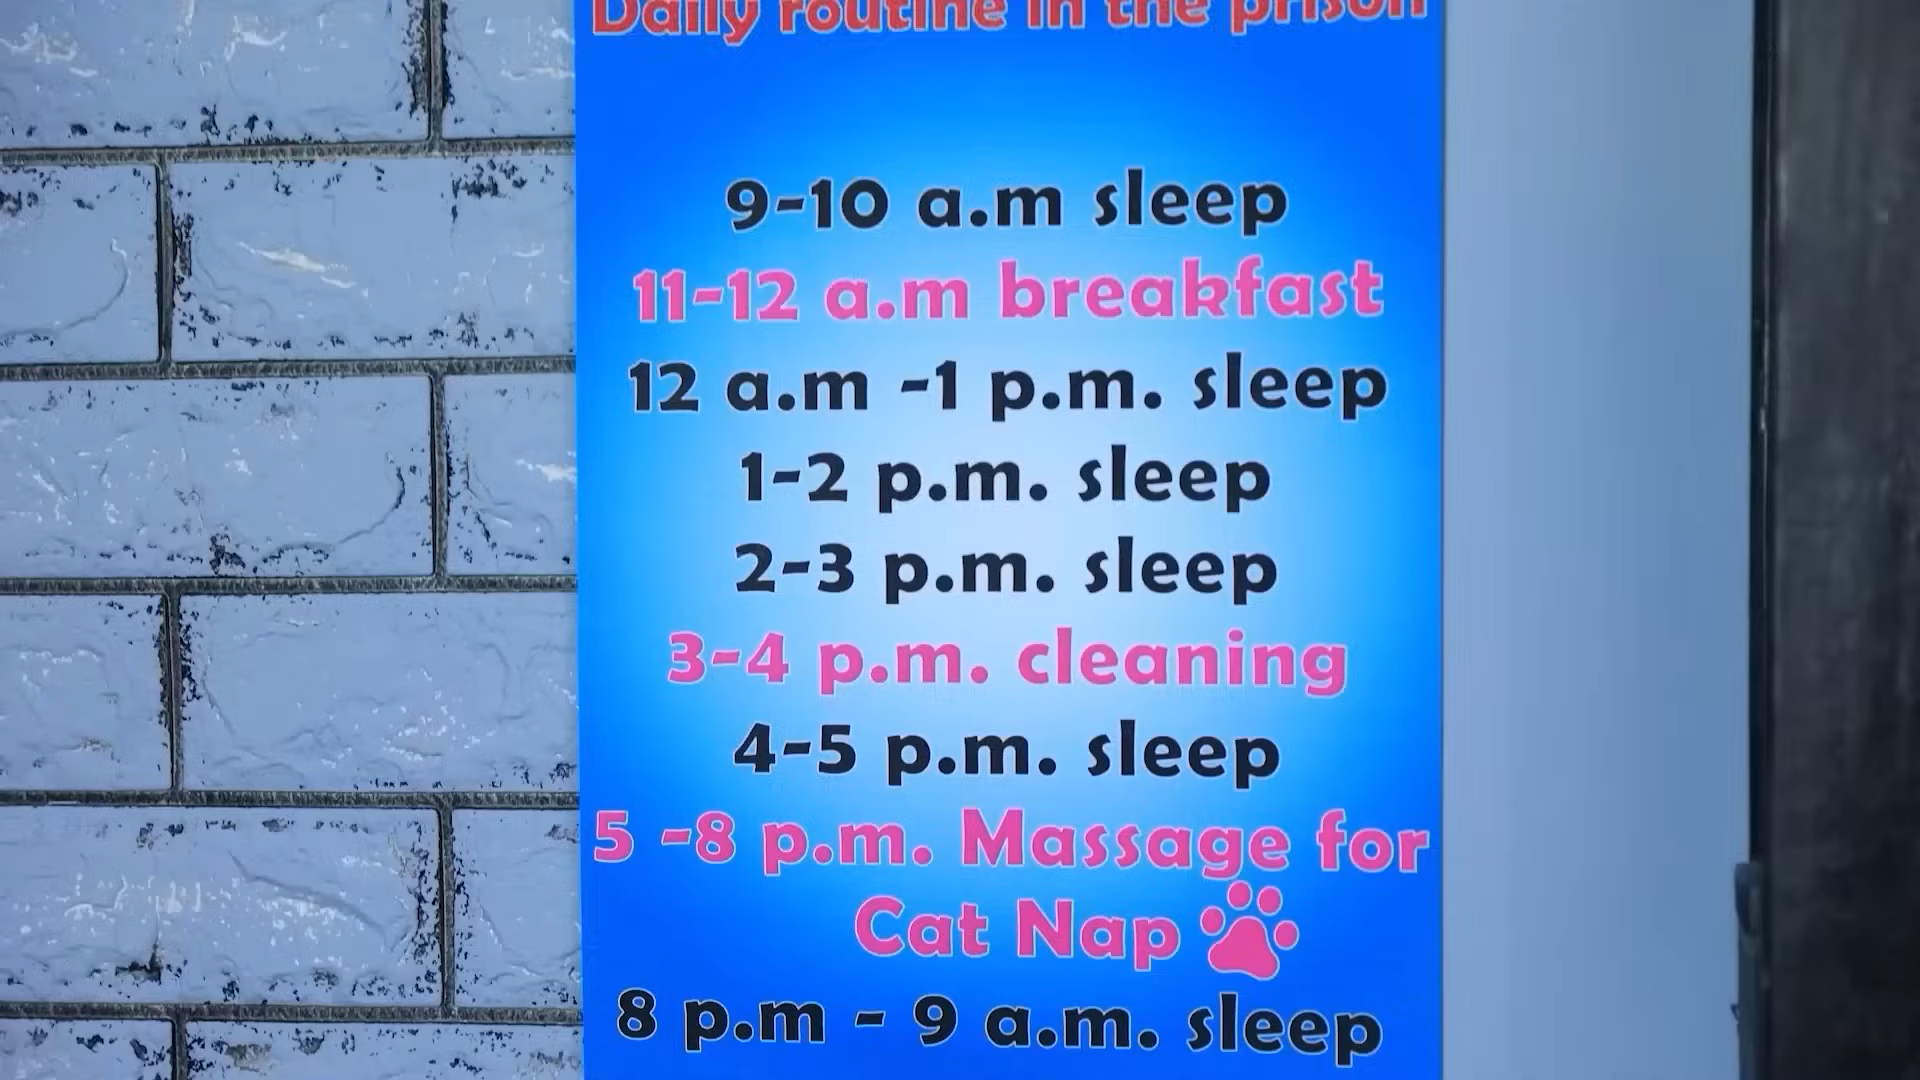 Daily routine in the prison
9-10 a.m sleep
11-12 a.m breakfast
12 a.m -1 p.m. sleep
1-2 p.m. sleep
2-3 p.m. sleep
3-4 p.m. cleaning
4-5 p.m. sleep
5 -8 p.m. Massage for
Cat Nap
8 p.m - 9 a.m. sleep